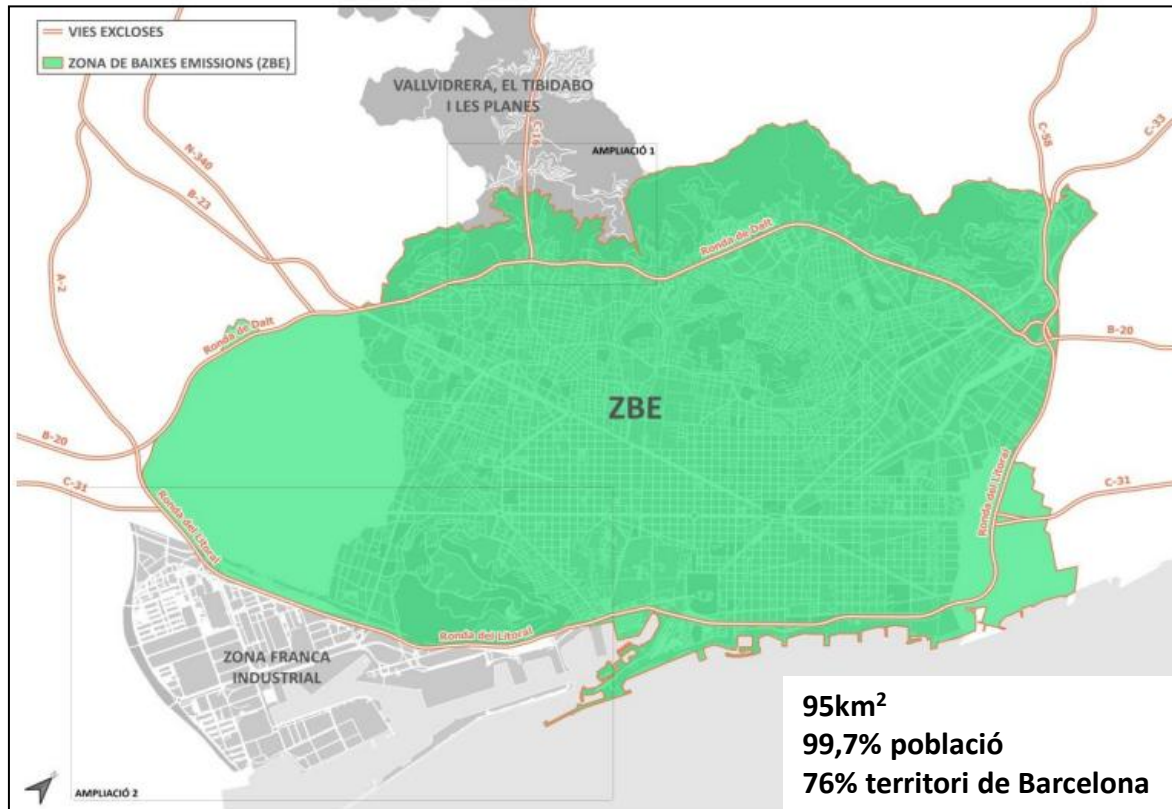 VIES EXCLOSES
ZONA DE BAIXES EMISSIONS (ZBE)
VALLVIDRERA, EL TIBIDABO
I LES PLANES
C-16
AMPLIACIÓ 1
C-58
C-33
N-340
B-23
A-2
Ronda de Dalt
Ronda de Dalt
B-20
ZBE
B-20
C-31
C-31
Ronda del Litoral
Ronda del Litoral
Ronda del Litoral
ZONA FRANCA
INDUSTRIAL
95km²
99,7% població
76% territori de Barcelona
AMPLIACIÓ 2